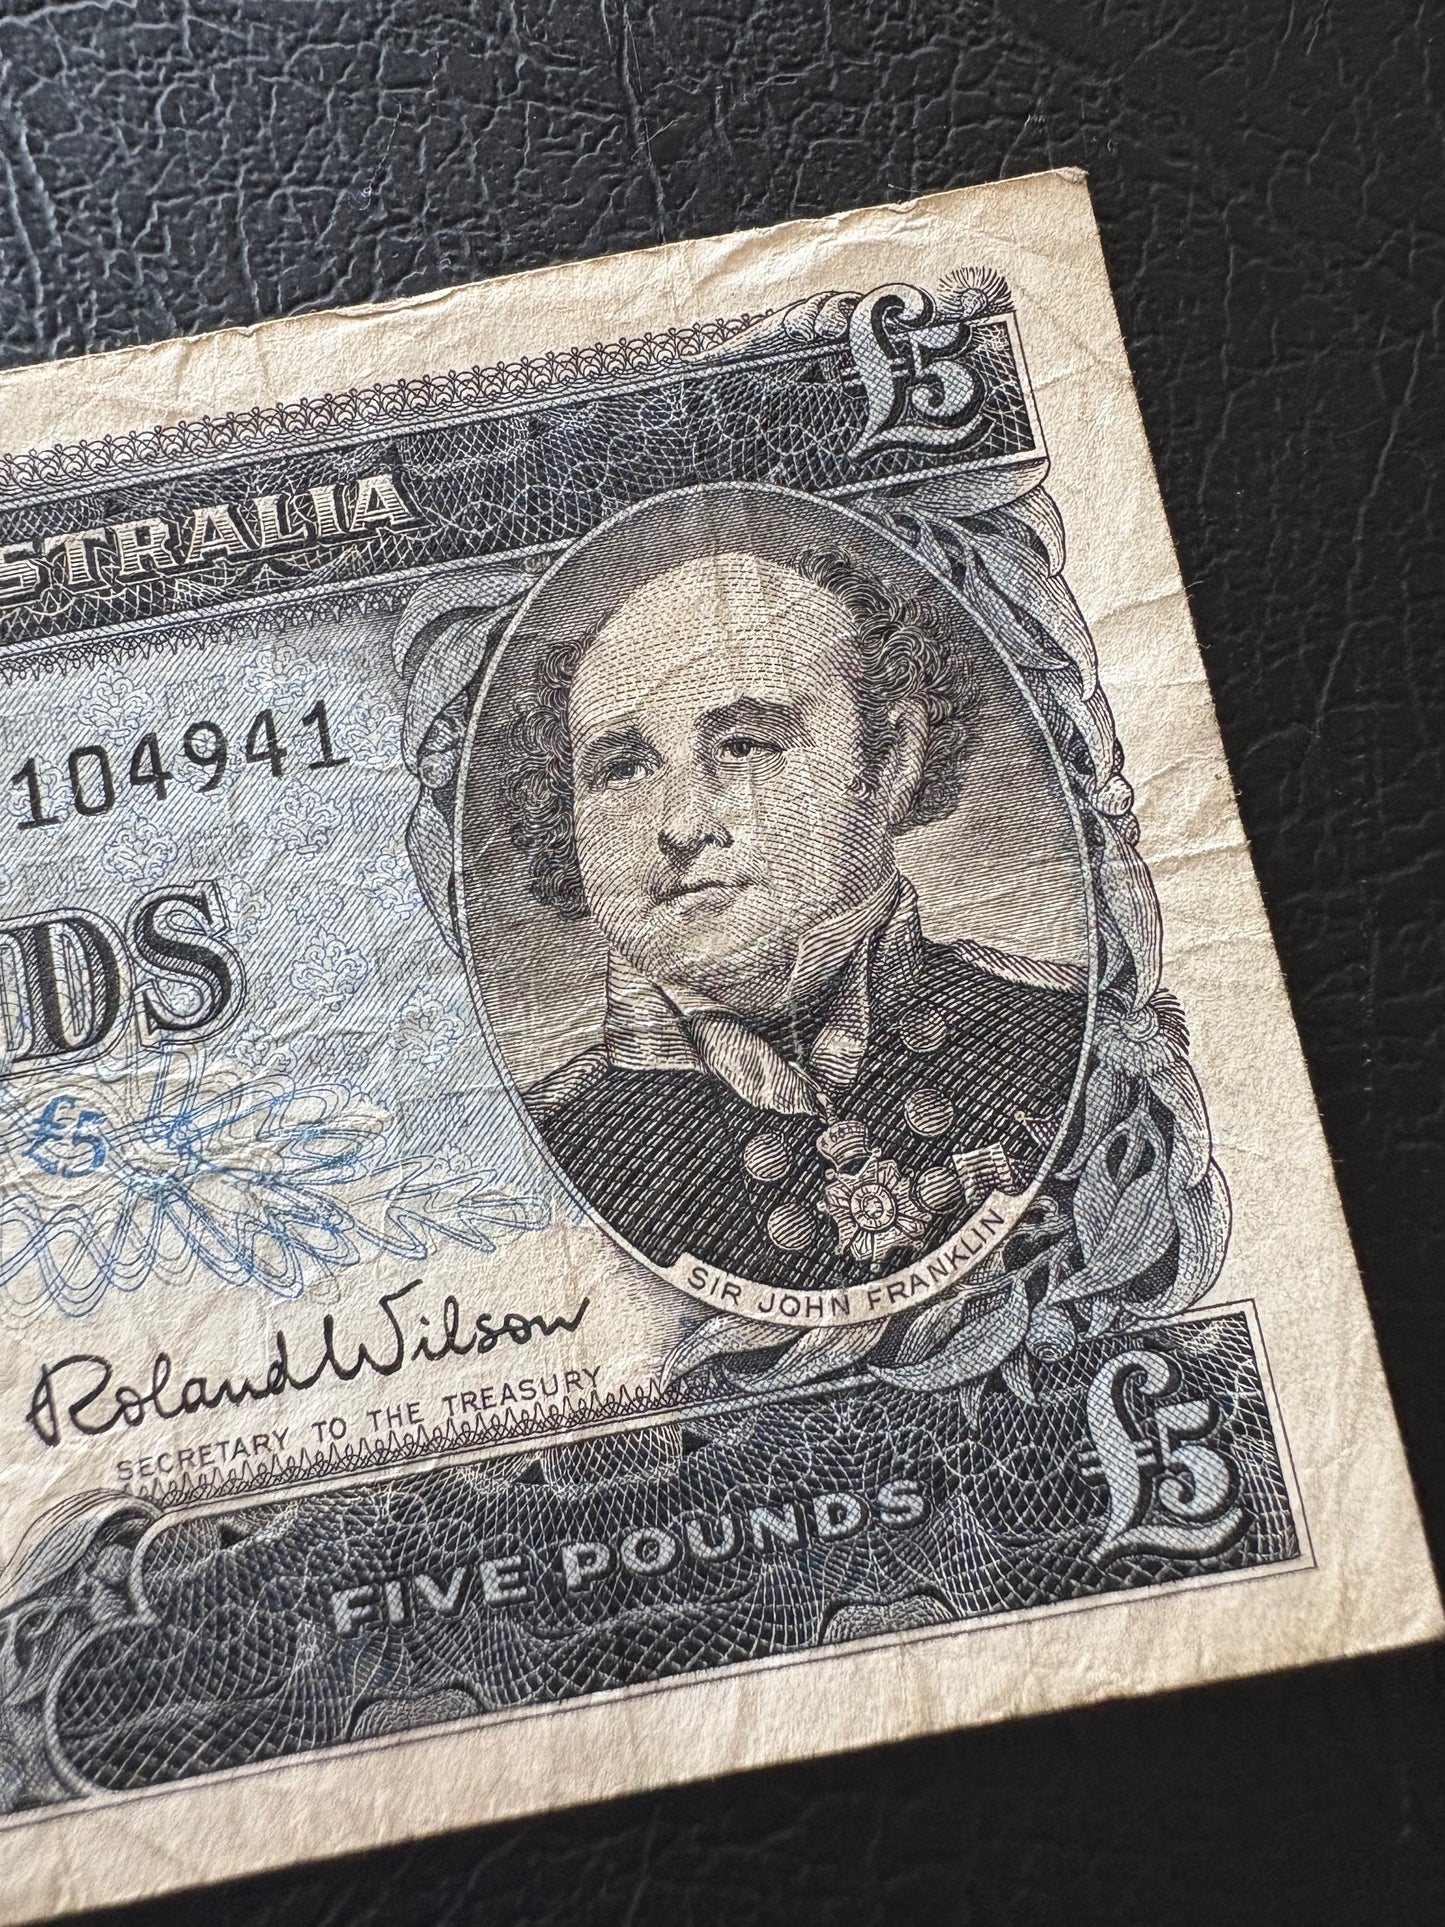 £5
STRALIA
104941
DS
£5
SIR JOHN FRANKLIN
Roland Wilson
SECRETARY TO THE TREASURY
FIVE POUNDS
£5